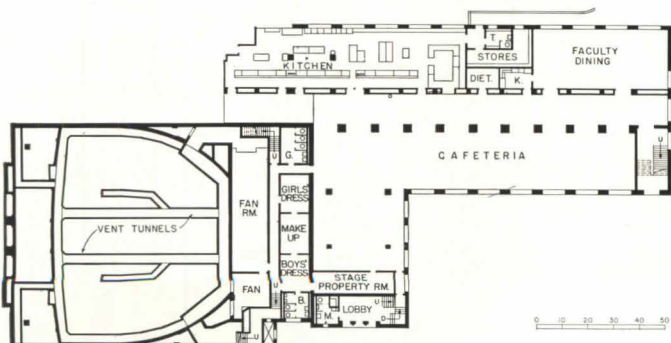 T.
STORES
KITCHEN
FACULTY
DINING
DIET.
K.
CAFETERIA
U
U
G.
GIRLS'
DRESS
FAN
RM.
MAKE
UP
VENT TUNNELS
BOYS'
DRESS
FAN
U
STAGE
PROPERTY RM.
B.
M.
LOBBY
U
D
U
0 10 20 30 40 50